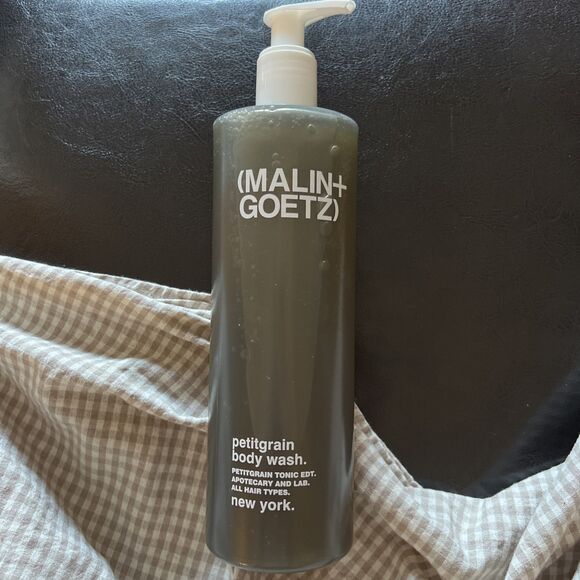 (MALIN+
GOETZ)
petitgrain
body wash.
PETITGRAIN TONIC EDT.
APOTECARY AND LAB.
ALL HAIR TYPES.
new york.